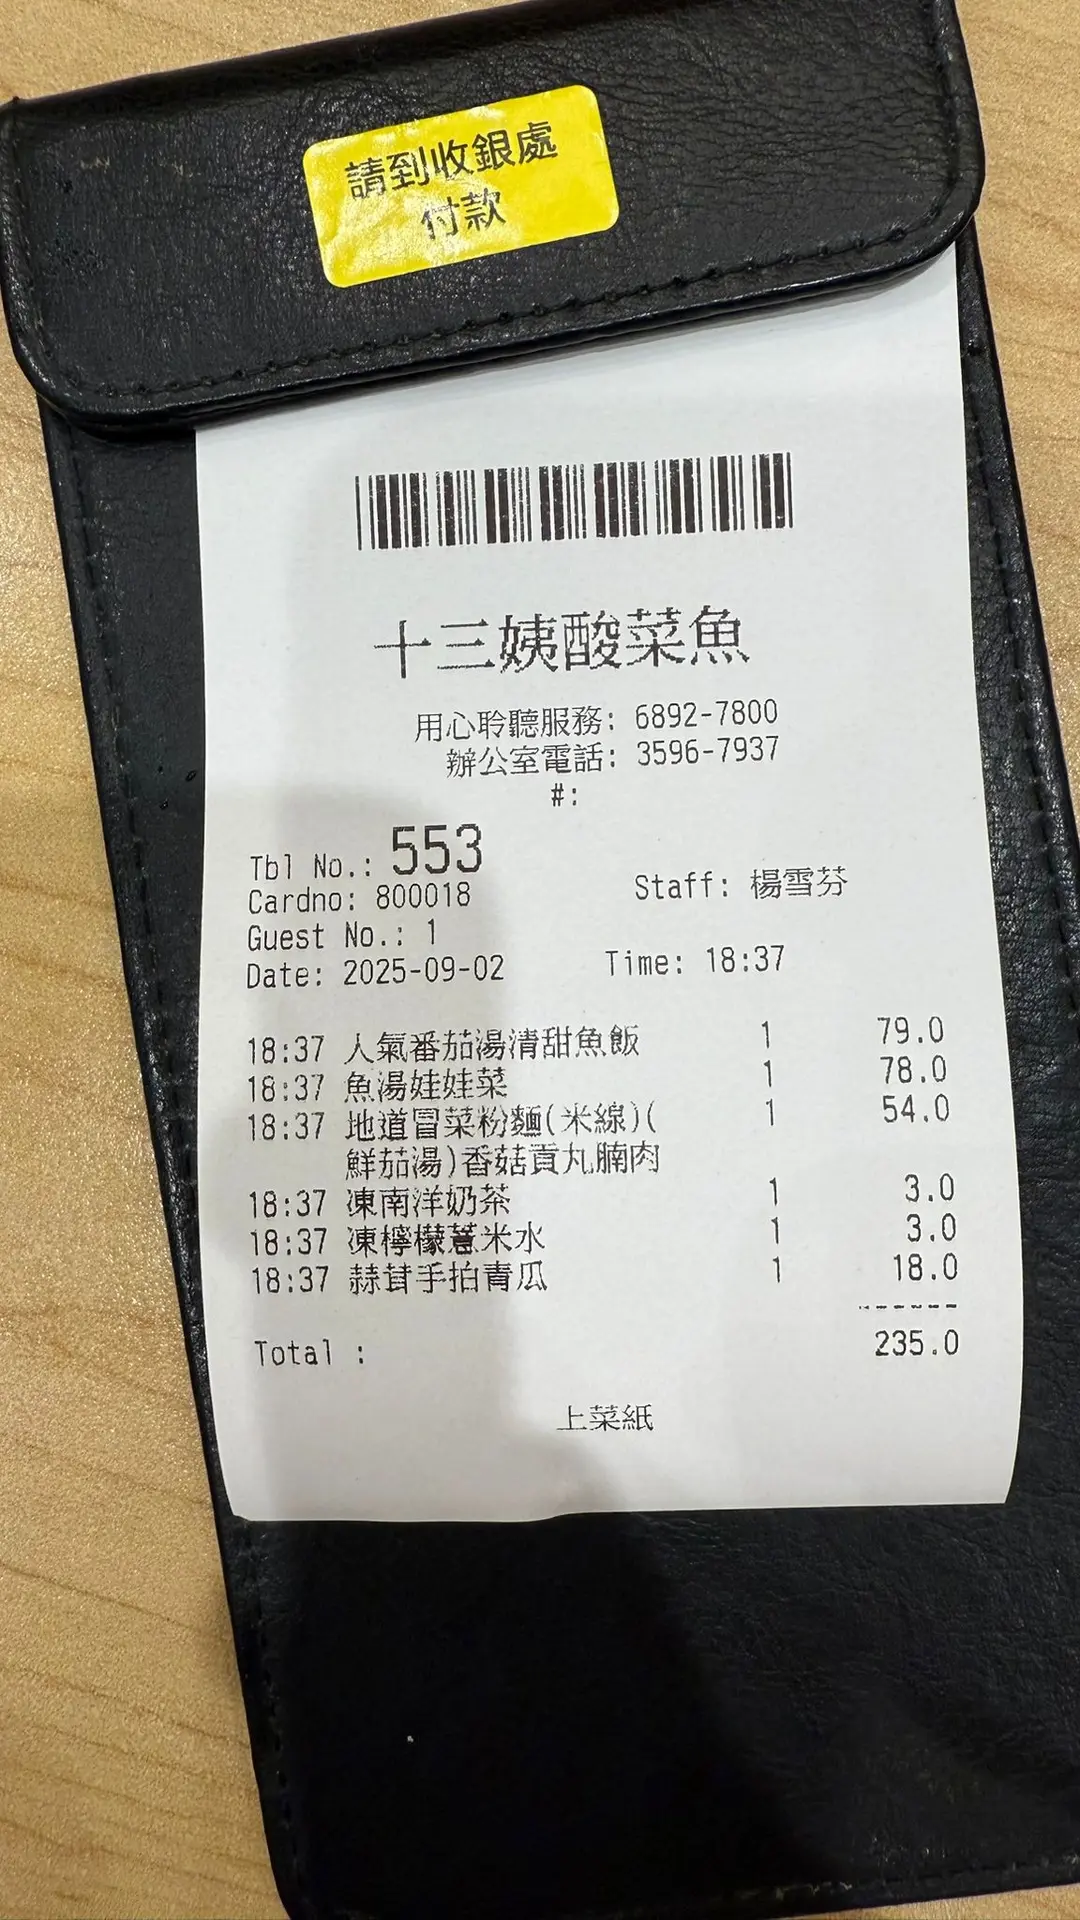 請到收銀處
付款
十三姨酸菜魚
用心聆聽服務: 6892-7800
辦公室電話: 3596-7937
#:
Tbl No.: 553
Cardno: 800018 Staff: 楊雪芬
Guest No.: 1
Date: 2025-09-02 Time: 18:37
18:37 人氣番茄湯清甜魚飯 1 79.0
18:37 魚湯娃娃菜 1 78.0
18:37 地道冒菜粉麵(米線)( 1 54.0
鮮茄湯)香菇貢丸腩肉
18:37 凍南洋奶茶 1 3.0
18:37 凍檸檬薏米水 1 3.0
18:37 蒜茸手拍青瓜 1 18.0
------
Total : 235.0
上菜紙